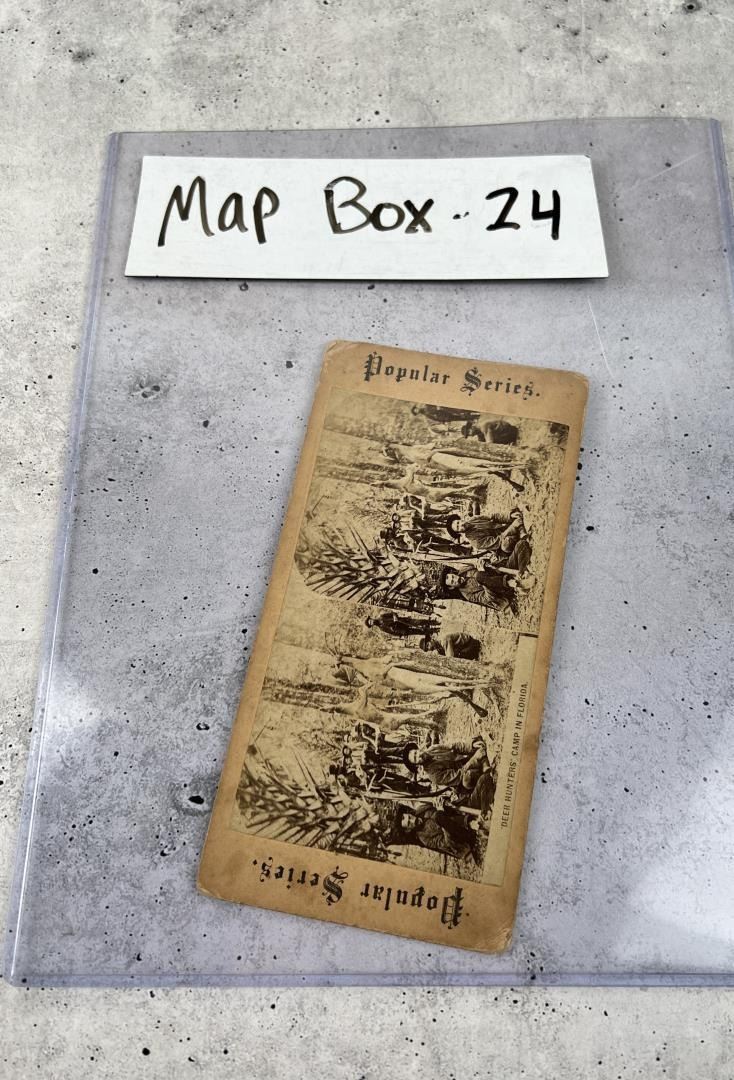 Map Box - 24
Popular Series.
DEER HUNTERS' CAMP IN FLORIDA.
Popular Series.